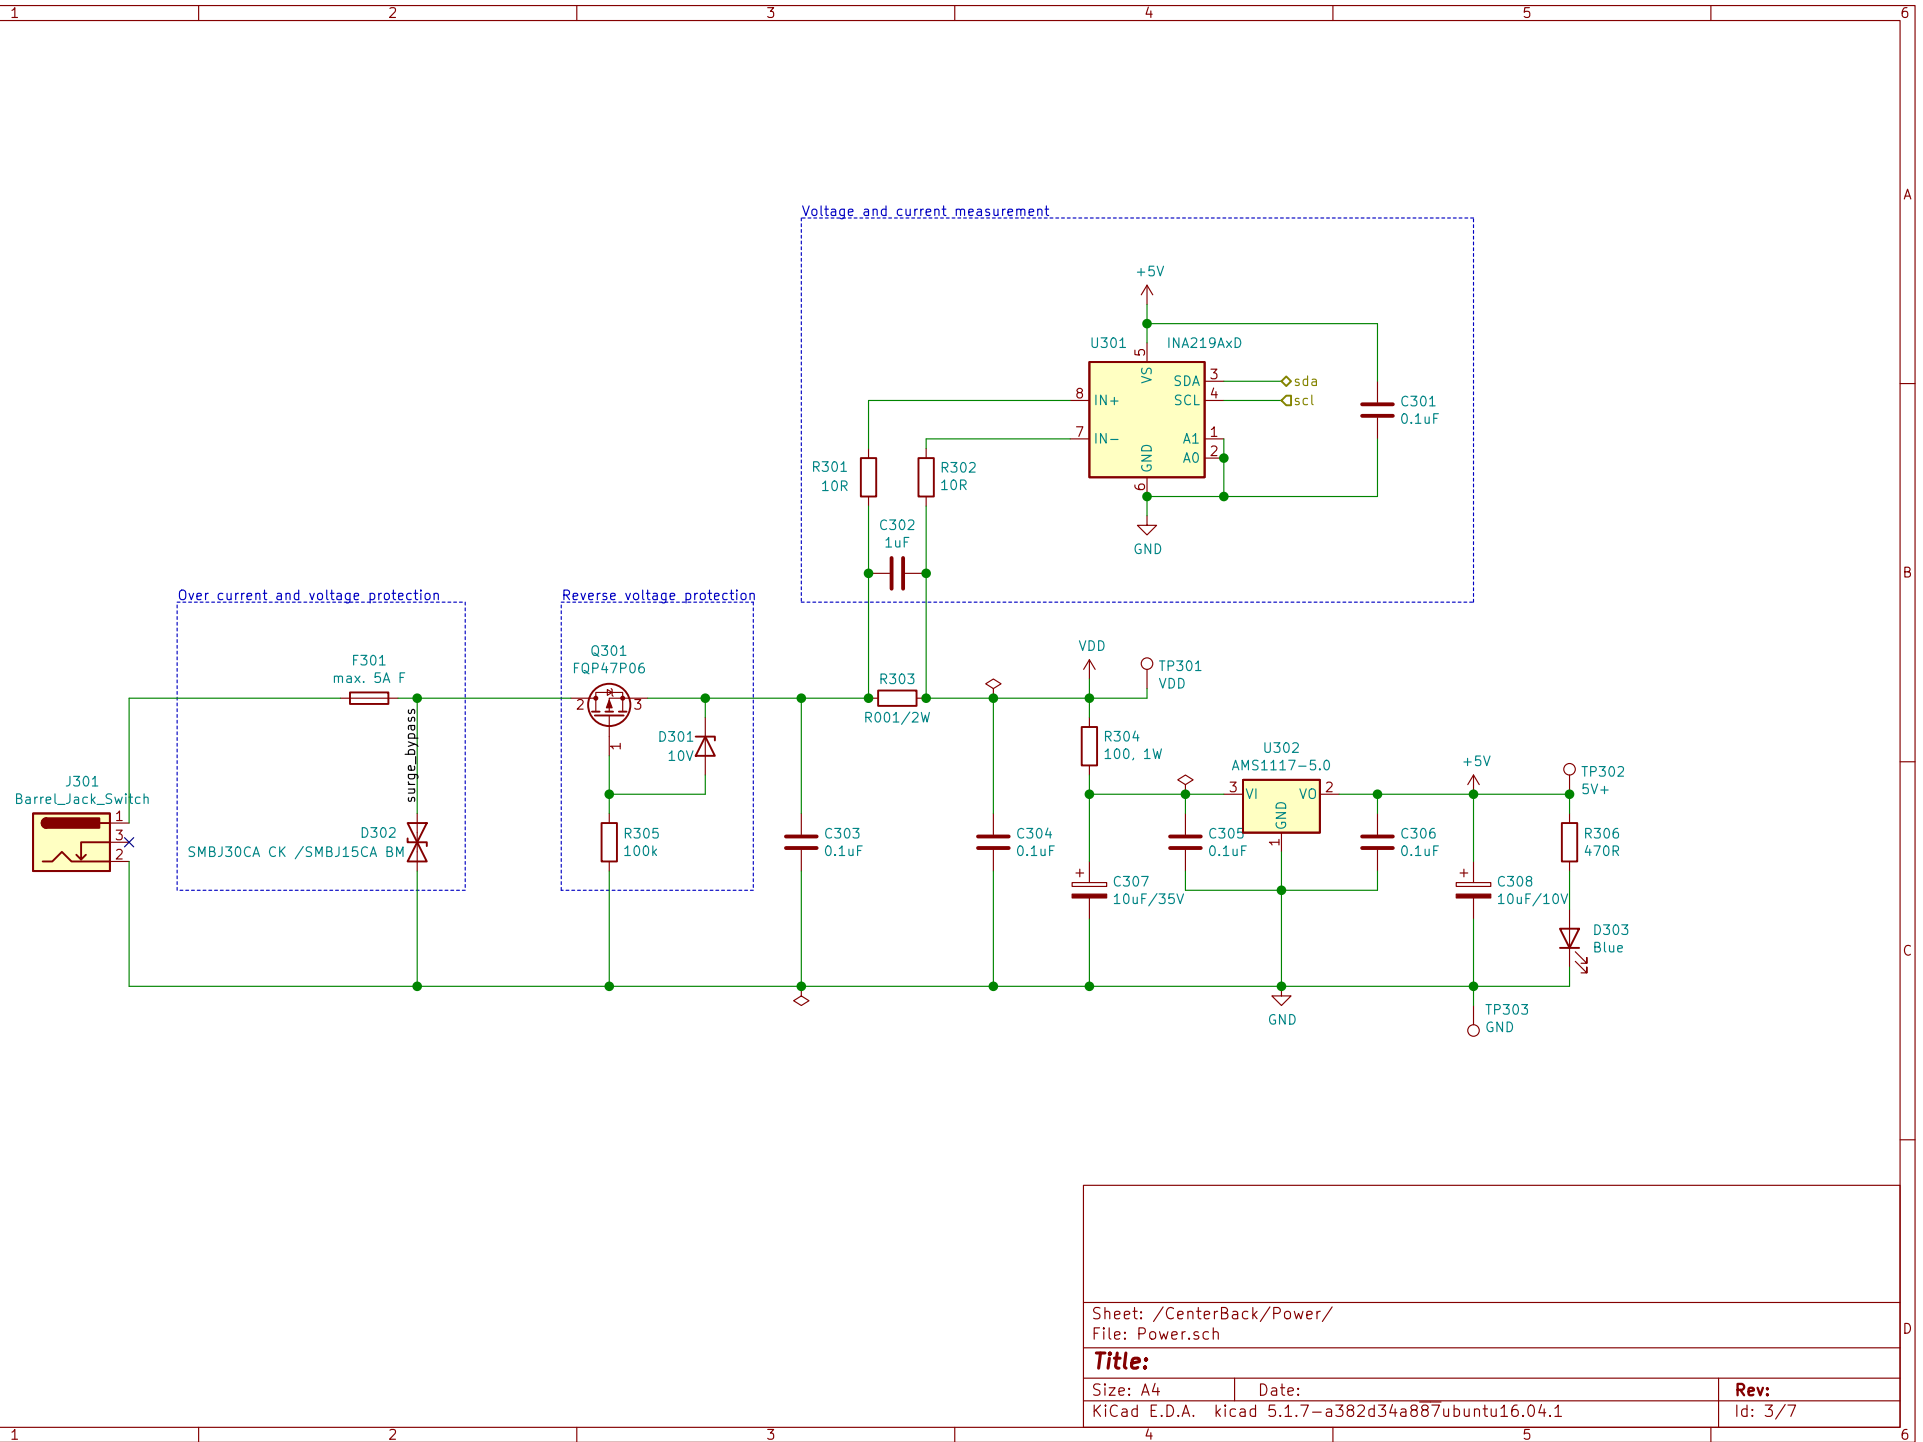 1 2 3 4 5 6
A
Voltage and current measurement
+5V
U301 INA219AxD
5
VS
SDA 3 sda
8 IN+ SCL 4 scl
C301
0.1uF
7 IN- A1 1
GND A0 2
6
R301
10R
R302
10R
C302
1uF
GND
B
Over current and voltage protection
Reverse voltage protection
F301
max. 5A F
Q301
FQP47P06
2 3
1
R303
R001/2W
VDD
TP301
VDD
surge_bypass
D301
10V
R304
100, 1W
U302
AMS1117-5.0
3 VI VO 2
GND
1
+5V
TP302
5V+
J301
Barrel_Jack_Switch
1
3
2
D302
SMBJ30CA CK /SMBJ15CA BM
R305
100k
C303
0.1uF
C304
0.1uF
C305
0.1uF
C306
0.1uF
R306
470R
+
C307
10uF/35V
+
C308
10uF/10V
D303
Blue
C
GND
TP303
GND
Sheet: /CenterBack/Power/
File: Power.sch
D
Title:
Size: A4 Date: Rev:
KiCad E.D.A. kicad 5.1.7-a382d34a887ubuntu16.04.1 Id: 3/7
1 2 3 4 5 6